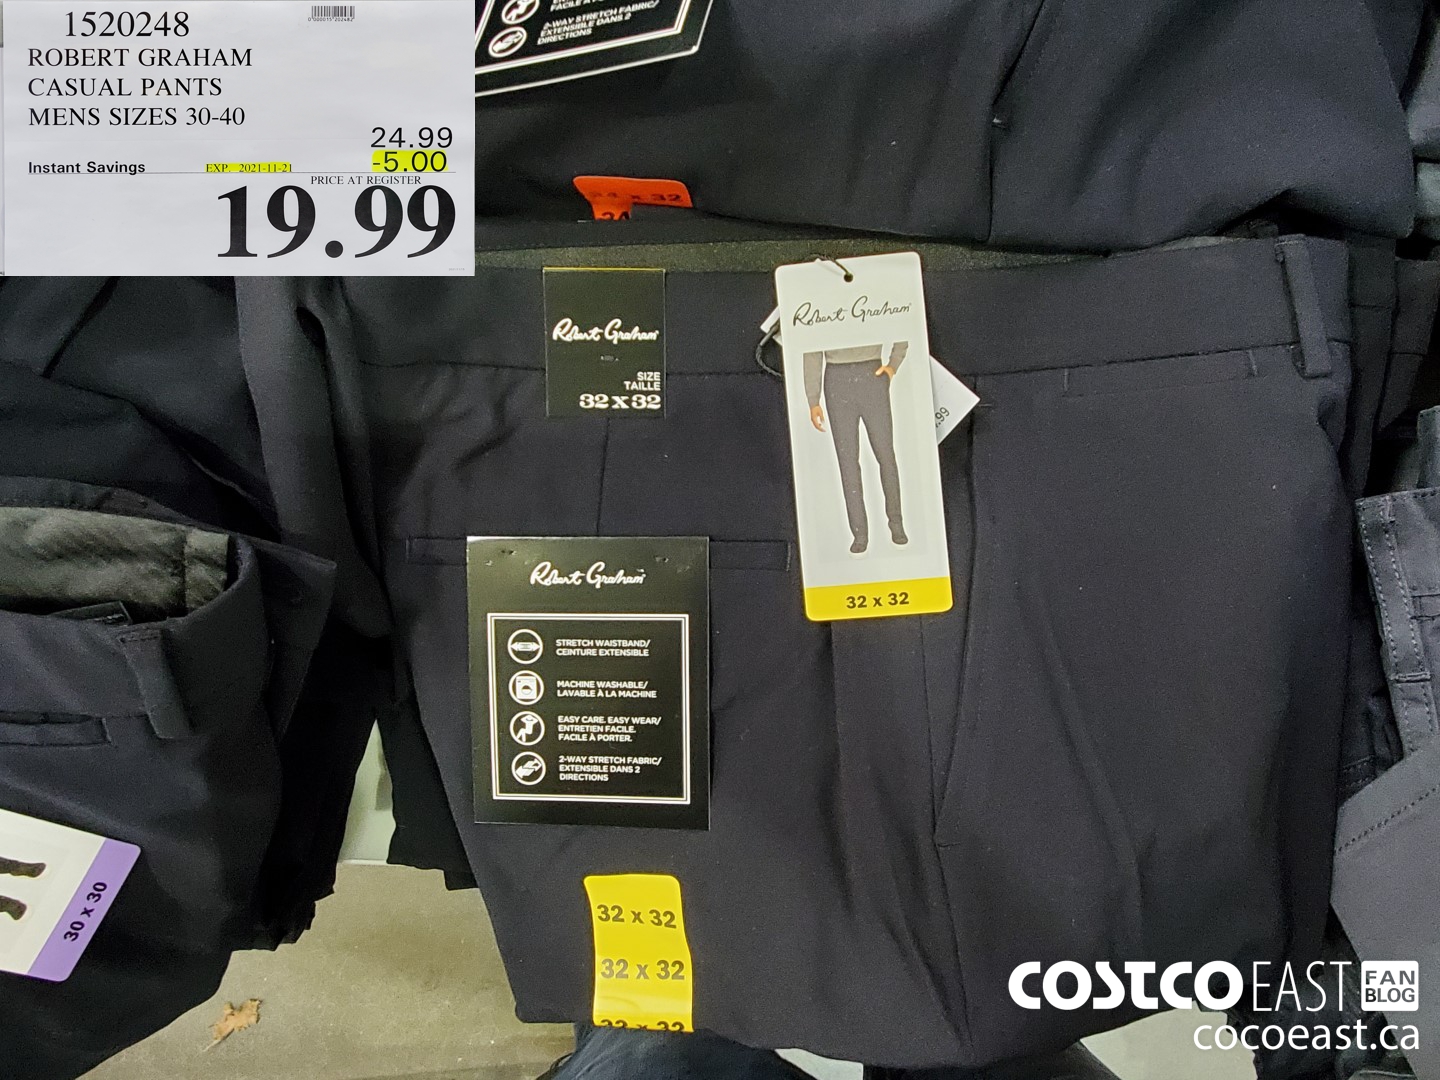 1520248
ROBERT GRAHAM
CASUAL PANTS
MENS SIZES 30-40
24.99
Instant Savings EXP. 2021-11-21 -5.00
PRICE AT REGISTER
19.99
2-WAY STRETCH FABRIC/
EXTENSIBLE DANS 2
DIRECTIONS
Robert Graham
SIZE
TAILLE
32 x 32
Robert Graham
32 x 32
.99
Robert Graham
STRETCH WAISTBAND/
CEINTURE EXTENSIBLE
MACHINE WASHABLE/
LAVABLE À LA MACHINE
EASY CARE. EASY WEAR/
ENTRETIEN FACILE.
FACILE À PORTER.
2-WAY STRETCH FABRIC/
EXTENSIBLE DANS 2
DIRECTIONS
30 x 30
32 x 32
32 x 32
32 x 32
COSTCO EAST FAN BLOG
cocoeast.ca